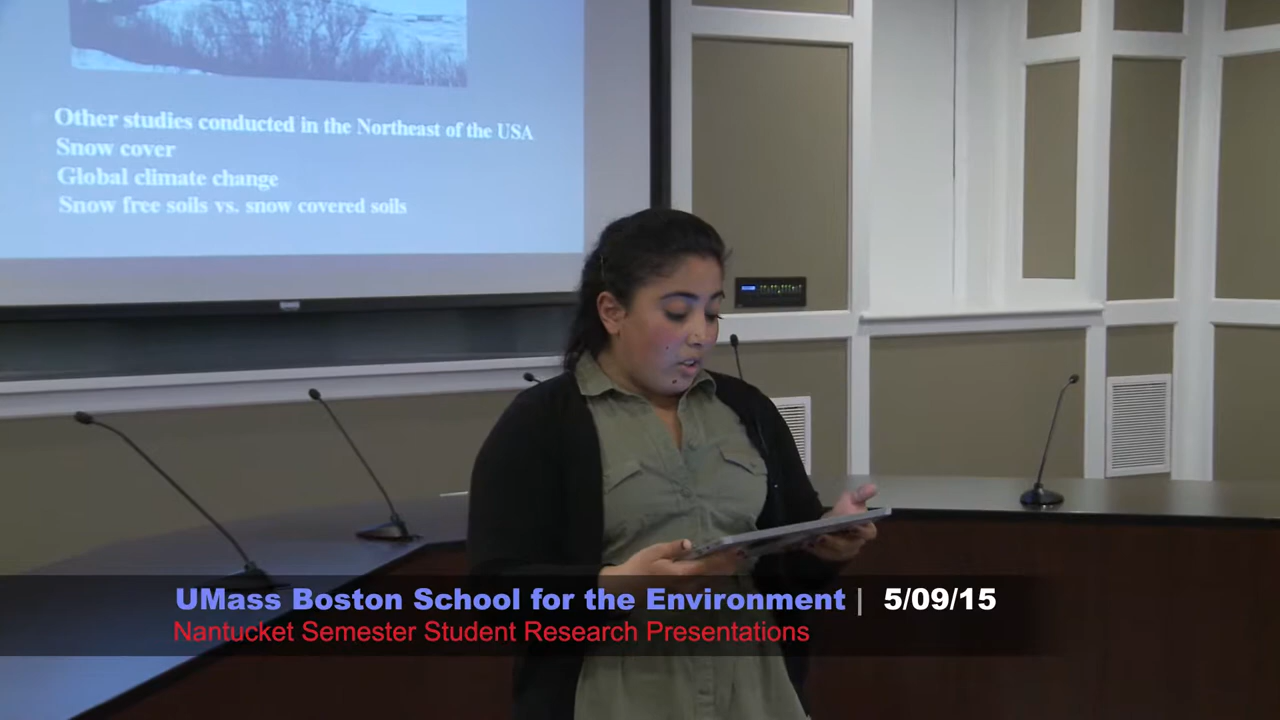 Other studies conducted in the Northeast of the USA
Snow cover
Global climate change
Snow free soils vs. snow covered soils
UMass Boston School for the Environment | 5/09/15
Nantucket Semester Student Research Presentations